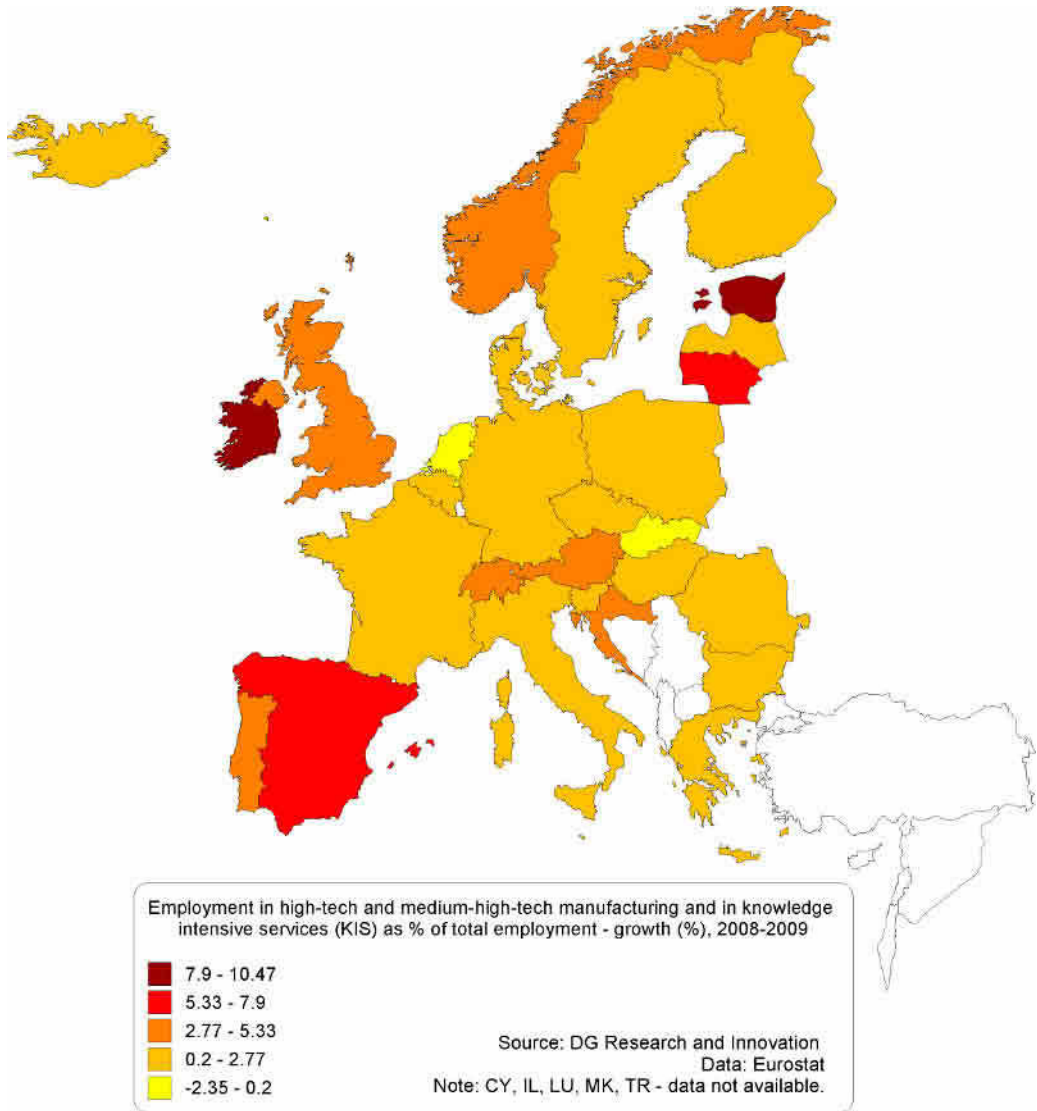 Employment in high-tech and medium-high-tech manufacturing and in knowledge
intensive services (KIS) as % of total employment - growth (%), 2008-2009
7.9 - 10.47
5.33 - 7.9
2.77 - 5.33
0.2 - 2.77
-2.35 - 0.2
Source: DG Research and Innovation
Data: Eurostat
Note: CY, IL, LU, MK, TR - data not available.